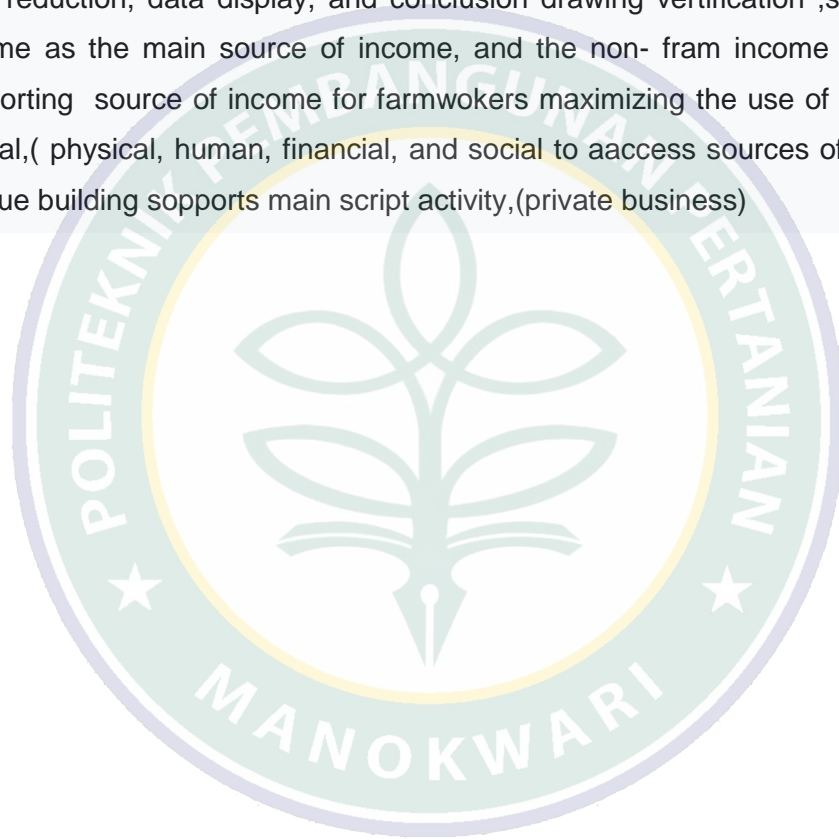 reduction, data display, and conclusion drawing vertification ,s
me as the main source of income, and the non- fram income
orting source of income for farmwokers maximizing the use of
al,( physical, human, financial, and social to aaccess sources of
ue building sopports main script activity,(private business)
POLITEKNIK PEMBANGUNAN PERTANIAN
MANOKWARI